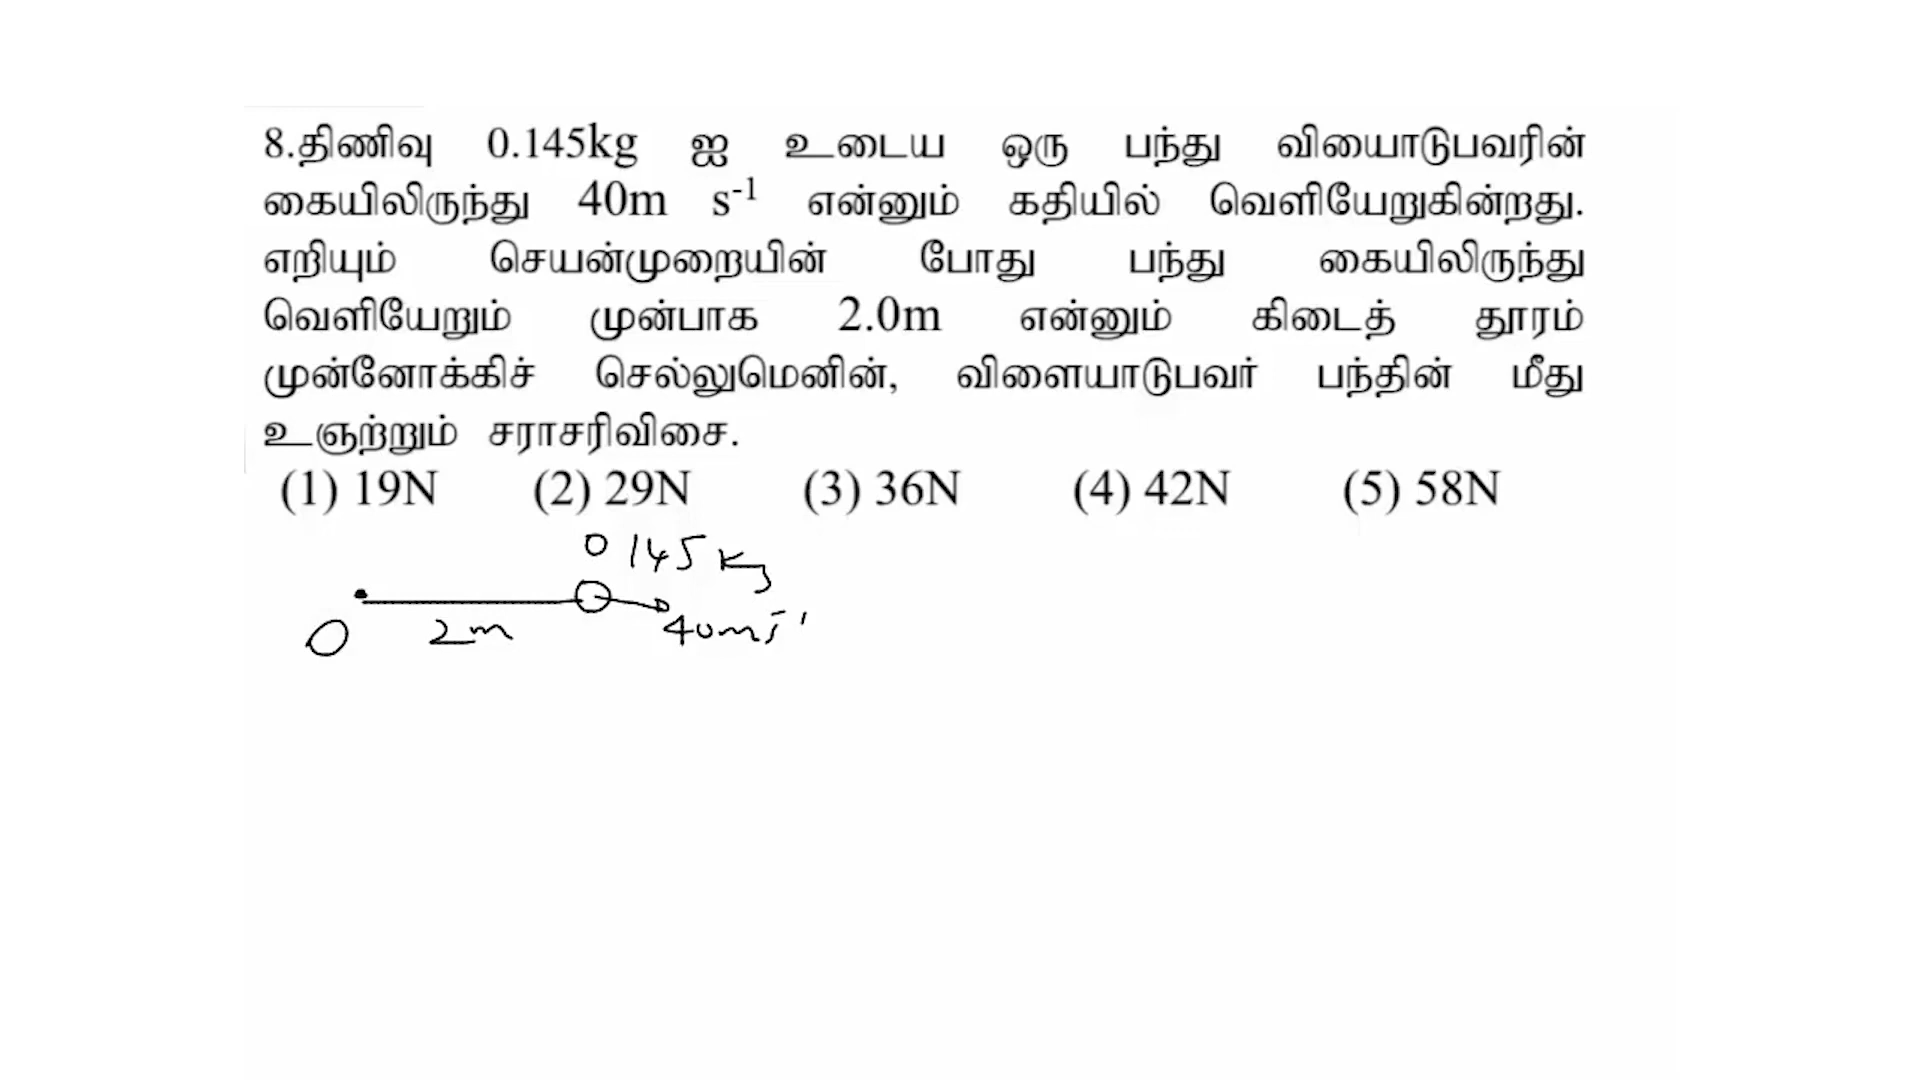 8.திணிவு 0.145kg ஐ உடைய ஒரு பந்து வியைாடுபவரின்
கையிலிருந்து 40m s-1 என்னும் கதியில் வெளியேறுகின்றது.
எறியும் செயன்முறையின் போது பந்து கையிலிருந்து
வெளியேறும் முன்பாக 2.0m என்னும் கிடைத் தூரம்
முன்னோக்கிச் செல்லுமெனின், விளையாடுபவர் பந்தின் மீது
உஞற்றும் சராசரிவிசை.
(1) 19N (2) 29N (3) 36N (4) 42N (5) 58N
0 145 kg
O 2m 40ms-1